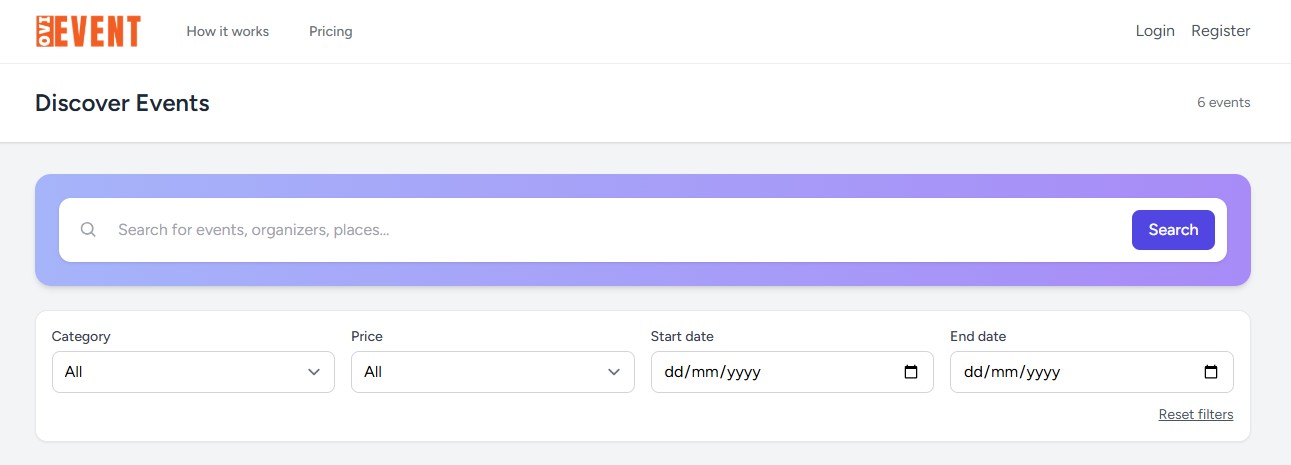 OVI EVENT
How it works
Pricing
Login
Register
Discover Events
6 events
Search for events, organizers, places...
Search
Category
Price
Start date
End date
All
All
dd/mm/yyyy
dd/mm/yyyy
Reset filters